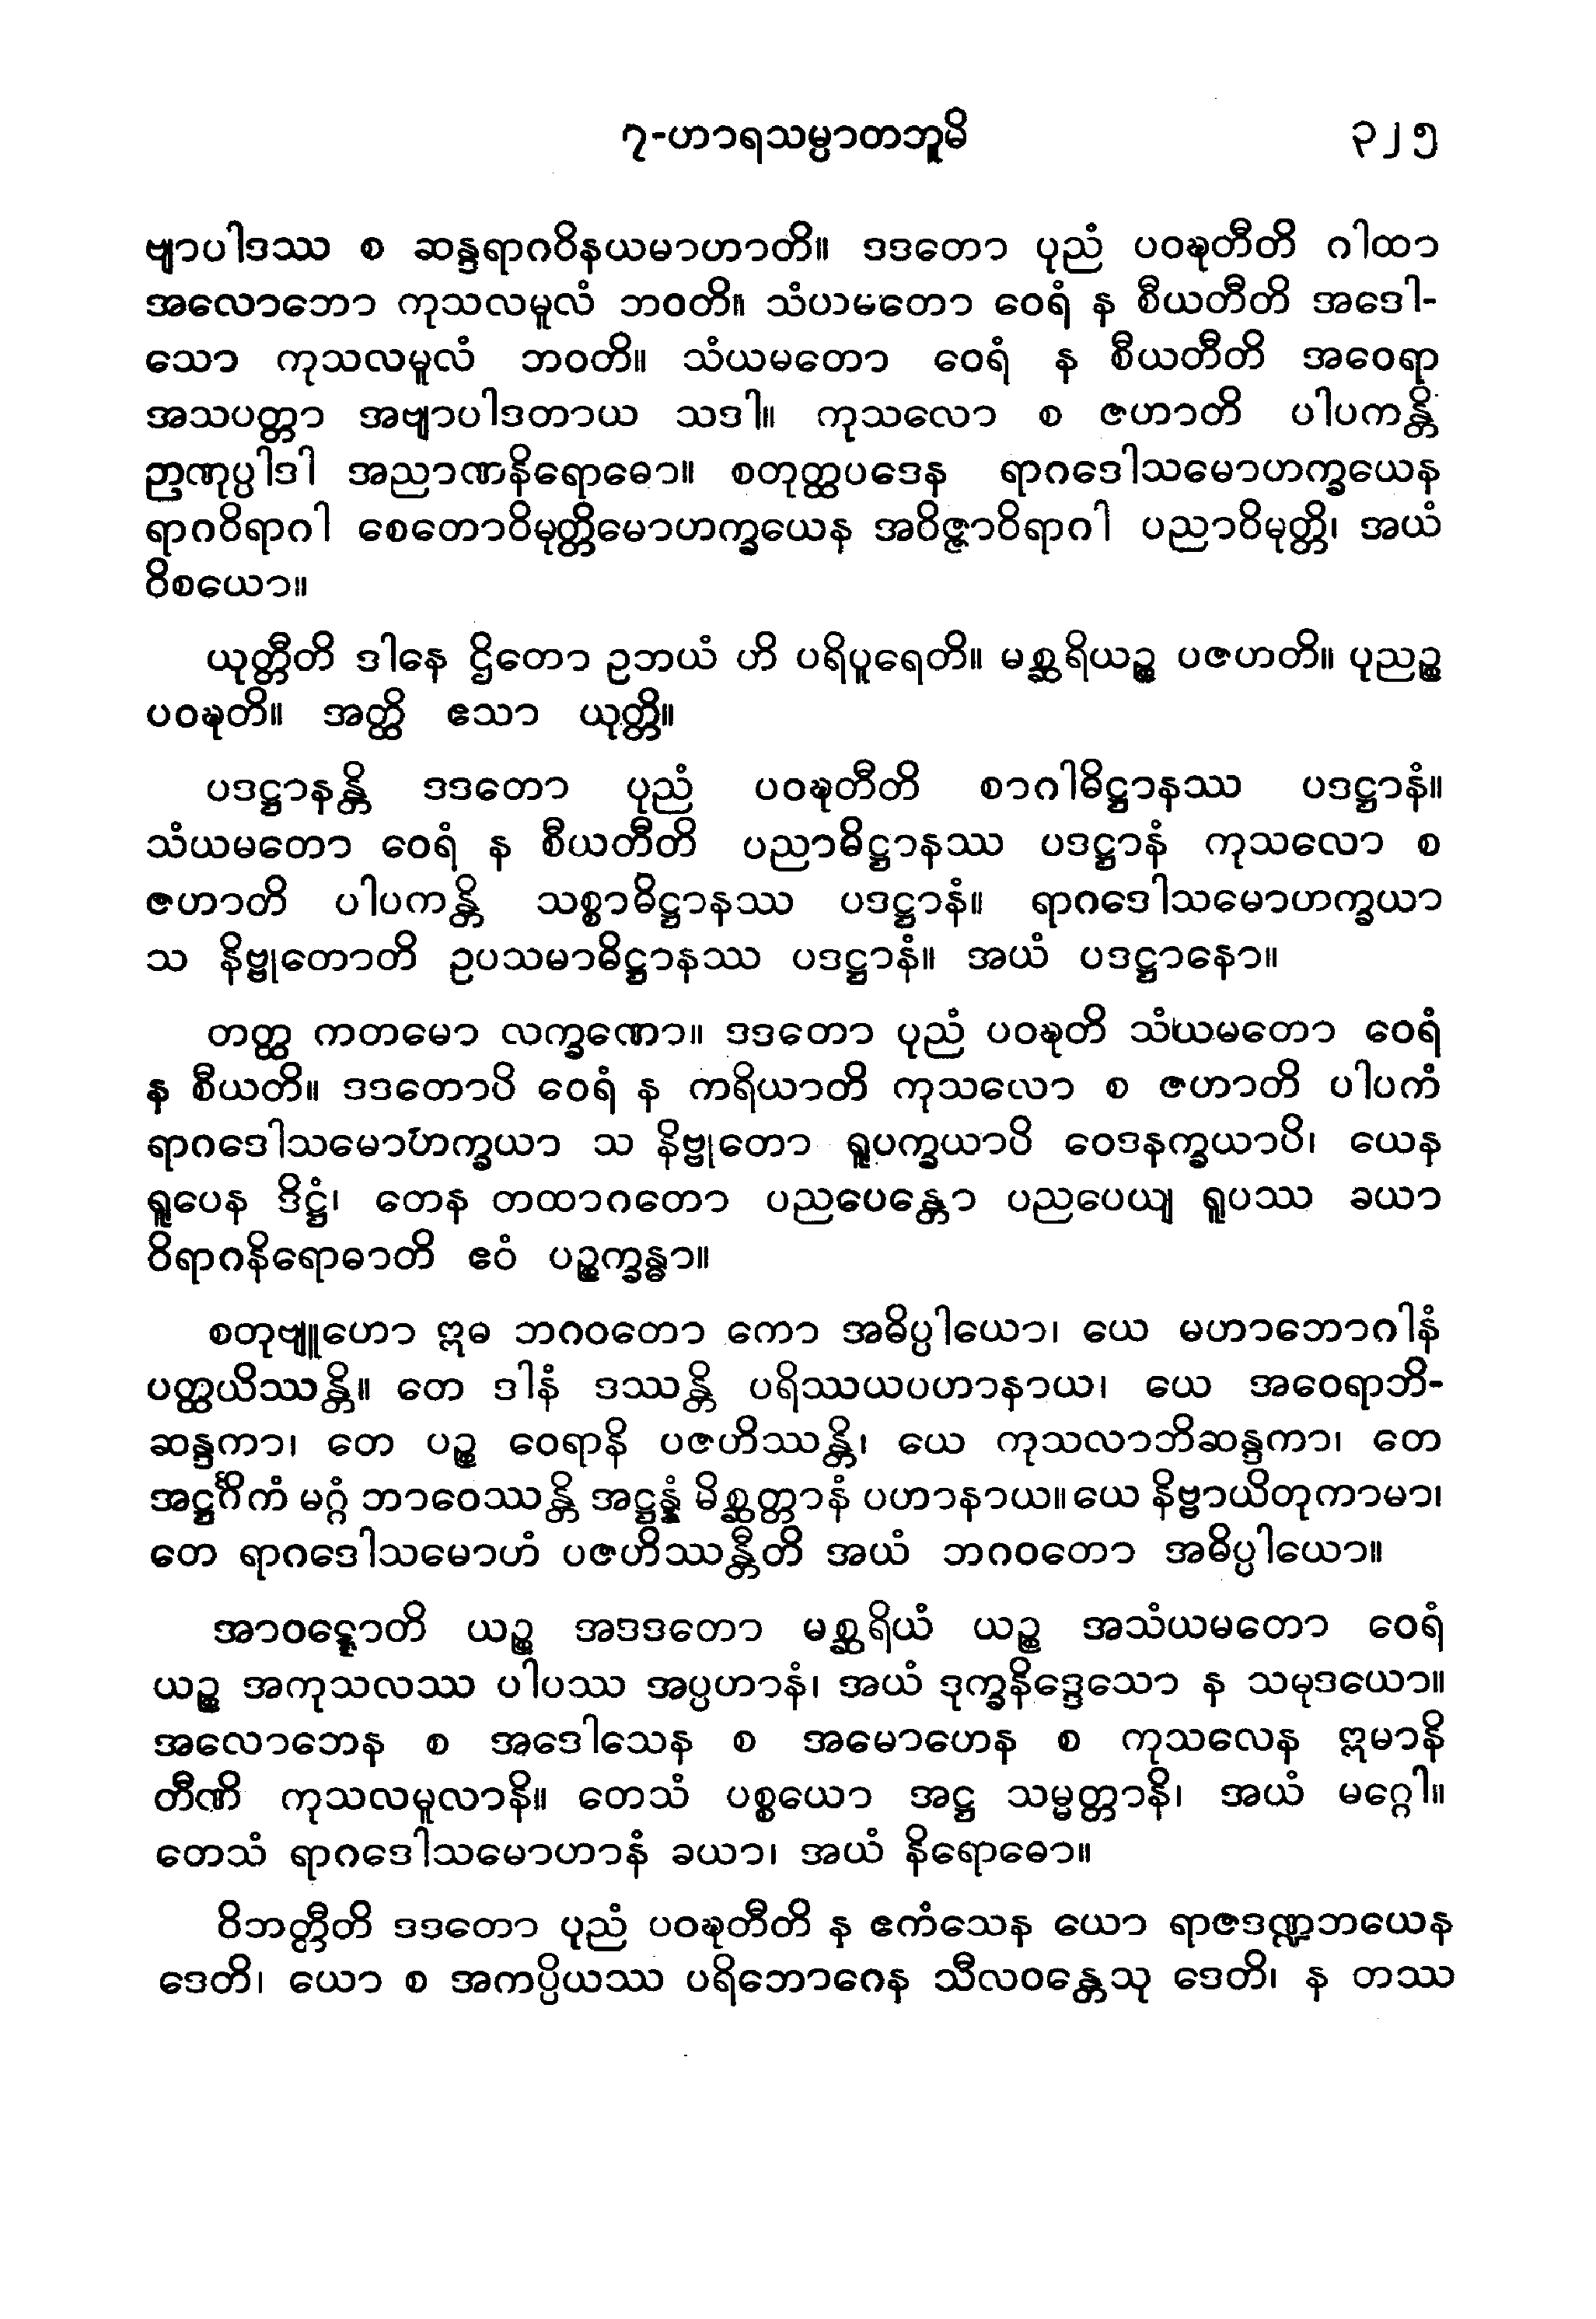 ၇-ဟာရသမ္ပာတဘူမိ ၃၂၅
ဗျာပါဒဿ စ ဆန္ဒရာဂဝိနယမာဟာတိ။ ဒဒတော ပုညံ ပဝဍ္ဎတီတိ ဂါထာ
အလောဘော ကုသလမူလံ ဘဝတိ။ သံယမတော ဝေရံ န စီယတီတိ အဒေါ-
သော ကုသလမူလံ ဘဝတိ။ သံယမတော ဝေရံ န စီယတီတိ အဝေရာ
အသပတ္တာ အဗျာပါဒတာယ သဒါ။ ကုသလော စ ဇဟာတိ ပါပကန္တိ
ဉာဏုပ္ပါဒါ အညာဏနိရောဓော။ စတုတ္ထပဒေန ရာဂဒေါသမောဟက္ခယေန
ရာဂဝိရာဂါ စေတောဝိမုတ္တိမောဟက္ခယေန အဝိဇ္ဇာဝိရာဂါ ပညာဝိမုတ္တိ၊ အယံ
ဝိစယော။
ယုတ္တီတိ ဒါနေ ဌိတော ဥဘယံ ဟိ ပရိပူရေတိ။ မစ္ဆရိယဉ္စ ပဇဟတိ။ ပုညဉ္စ
ပဝဍ္ဎတိ။ အတ္ထိ ဧသာ ယုတ္တိ။
ပဒဋ္ဌာနန္တိ ဒဒတော ပုညံ ပဝဍ္ဎတီတိ စာဂါဓိဋ္ဌာနဿ ပဒဋ္ဌာနံ။
သံယမတော ဝေရံ န စီယတီတိ ပညာဓိဋ္ဌာနဿ ပဒဋ္ဌာနံ ကုသလော စ
ဇဟာတိ ပါပကန္တိ သစ္စာဓိဋ္ဌာနဿ ပဒဋ္ဌာနံ။ ရာဂဒေါသမောဟက္ခယာ
သ နိဗ္ဗုတောတိ ဥပသမာဓိဋ္ဌာနဿ ပဒဋ္ဌာနံ။ အယံ ပဒဋ္ဌာနော။
တတ္ထ ကတမော လက္ခဏော။ ဒဒတော ပုညံ ပဝဍ္ဎတိ သံယမတော ဝေရံ
န စီယတိ။ ဒဒတောပိ ဝေရံ န ကရိယာတိ ကုသလော စ ဇဟာတိ ပါပကံ
ရာဂဒေါသမောဟက္ခယာ သ နိဗ္ဗုတော ရူပက္ခယာပိ ဝေဒနက္ခယာပိ၊ ယေန
ရူပေန ဒိဋ္ဌံ၊ တေန တထာဂတော ပညပေန္တော ပညပေယျ ရူပဿ ခယာ
ဝိရာဂနိရောဓာတိ ဧဝံ ပဉ္စက္ခန္ဓာ။
စတုဗျူဟော ဣဓ ဘဂဝတော ကော အဓိပ္ပါယော၊ ယေ မဟာဘောဂါနံ
ပတ္ထယိဿန္တိ။ တေ ဒါနံ ဒဿန္တိ ပရိဿယပဟာနာယ၊ ယေ အဝေရာဘိ-
ဆန္ဒကာ၊ တေ ပဉ္စ ဝေရာနိ ပဇဟိဿန္တိ၊ ယေ ကုသလာဘိဆန္ဒကာ၊ တေ
အဋ္ဌင်္ဂိကံ မဂ္ဂံ ဘာဝေဿန္တိ အဋ္ဌန္နံ မိစ္ဆတ္တာနံ ပဟာနာယ။ ယေ နိဗ္ဗာယိတုကာမာ၊
တေ ရာဂဒေါသမောဟံ ပဇဟိဿန္တီတိ အယံ ဘဂဝတော အဓိပ္ပါယော။
အာဝဋ္ဋောတိ ယဉ္စ အဒဒတော မစ္ဆရိယံ ယဉ္စ အသံယမတော ဝေရံ
ယဉ္စ အကုသလဿ ပါပဿ အပ္ပဟာနံ၊ အယံ ဒုက္ခနိဒ္ဒေသော န သမုဒယော။
အလောဘေန စ အဒေါသေန စ အမောဟေန စ ကုသလေန ဣမာနိ
တီဏိ ကုသလမူလာနိ။ တေသံ ပစ္စယော အဋ္ဌ သမ္မတ္တာနိ၊ အယံ မဂ္ဂေါ။
တေသံ ရာဂဒေါသမောဟာနံ ခယာ၊ အယံ နိရောဓော။
ဝိဘတ္တီတိ ဒဒတော ပုညံ ပဝဍ္ဎတီတိ န ဧကံသေန ယော ရာဇဒဏ္ဍဘယေန
ဒေတိ၊ ယော စ အကပ္ပိယဿ ပရိဘောဂေန သီလဝန္တေသု ဒေတိ၊ န တဿ